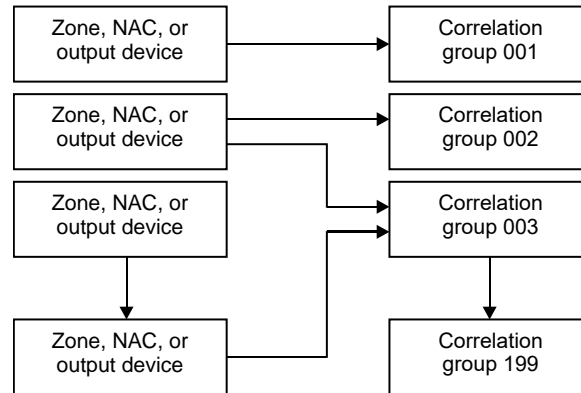 Zone, NAC, or
output device
Correlation
group 001
Zone, NAC, or
output device
Correlation
group 002
Zone, NAC, or
output device
Correlation
group 003
Zone, NAC, or
output device
Correlation
group 199